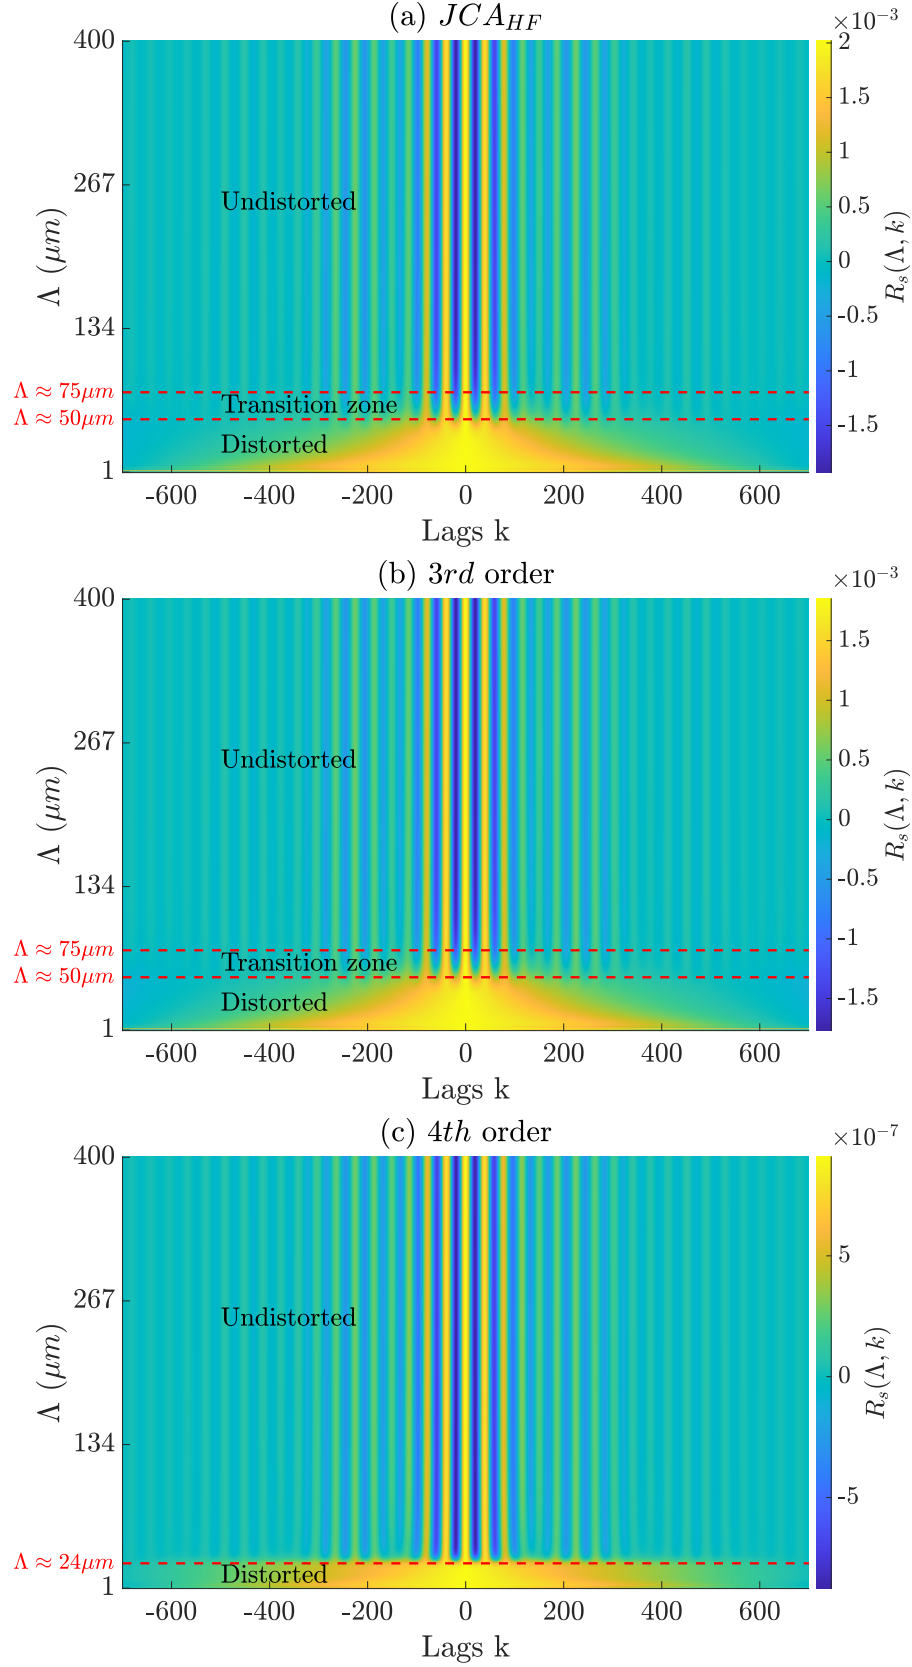 (a) JCA_HF
×10⁻³
400
267
134
1
Λ (μm)
Λ ≈ 75μm
Λ ≈ 50μm
Undistorted
Transition zone
Distorted
-600 -400 -200 0 200 400 600
Lags k
2
1.5
1
0.5
0
-0.5
-1
-1.5
R_s(Λ, k)
(b) 3rd order
×10⁻³
400
267
134
1
Λ (μm)
Λ ≈ 75μm
Λ ≈ 50μm
Undistorted
Transition zone
Distorted
-600 -400 -200 0 200 400 600
Lags k
1.5
1
0.5
0
-0.5
-1
-1.5
R_s(Λ, k)
(c) 4th order
×10⁻⁷
400
267
134
1
Λ (μm)
Λ ≈ 24μm
Undistorted
Distorted
-600 -400 -200 0 200 400 600
Lags k
5
0
-5
R_s(Λ, k)